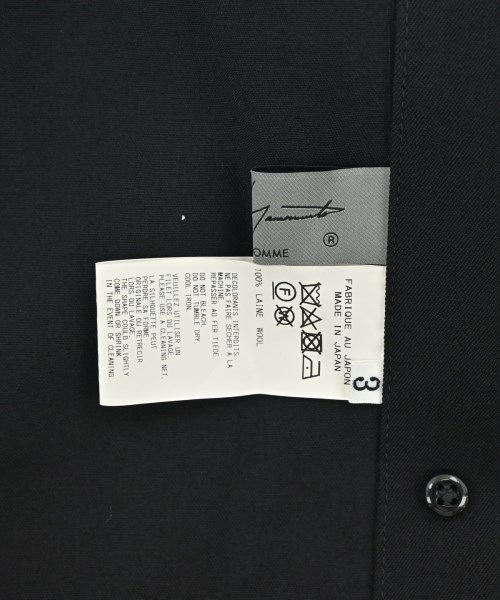 Yamamoto
®
HOMME
FABRIQUE AU JAPON
MADE IN JAPAN
3
100% LAINE WOOL
DECOLORANTS INTERDITS.
NE PAS FAIRE SECHER A LA
MACHINE.
REPASSER AU FER TIEDE.
DO NOT BLEACH.
DO NOT TUMBLE DRY.
COOL IRON.
VEUILLEZ UTILISER UN
FILET LORS DU LAVAGE.
PLEASE USE A CLEANING NET.
LA SILHOUETTE PEUT
PERDRE SA FORME
ORIGINALE OU RETRECIR
LORS DU LAVAGE.
THE SHAPE COULD SLIGHTLY
COME DOWN OR SHRINK
IN THE EVENT OF CLEANING